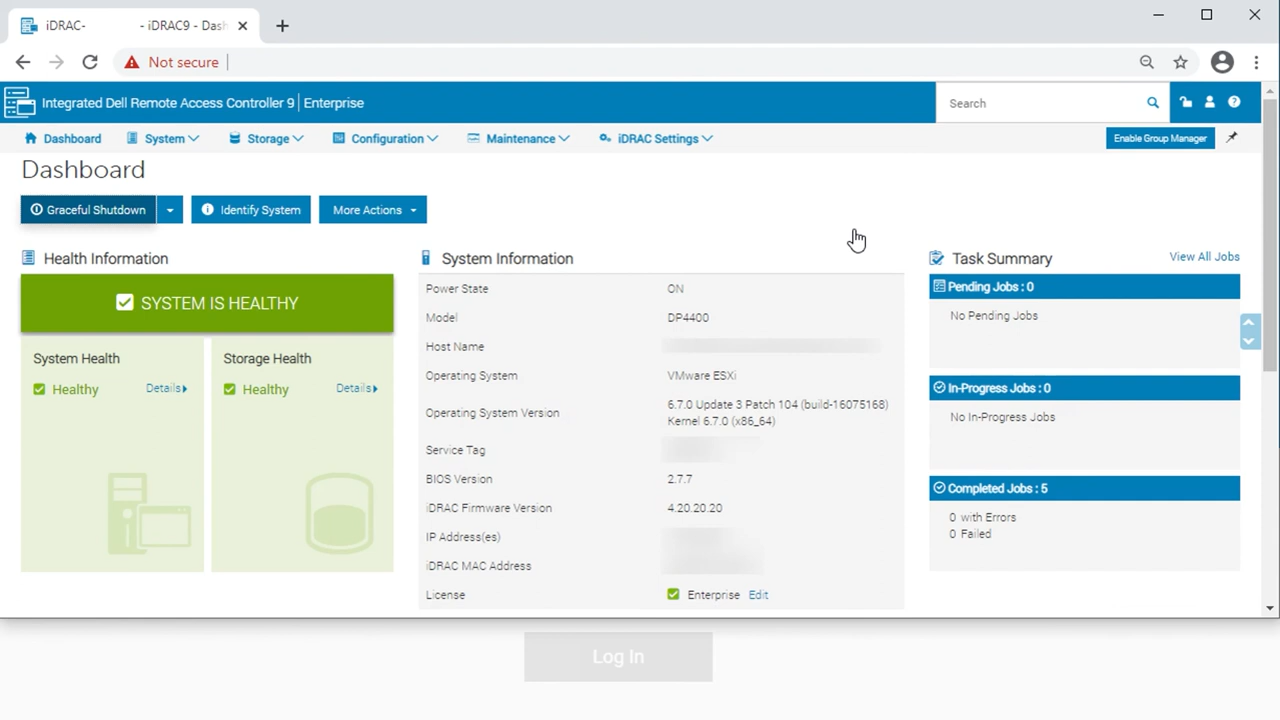 iDRAC- - iDRAC9 - Dash
Not secure
Integrated Dell Remote Access Controller 9 | Enterprise
Search
Dashboard System Storage Configuration Maintenance iDRAC Settings Enable Group Manager
Dashboard
Graceful Shutdown Identify System More Actions
Health Information
SYSTEM IS HEALTHY
System Health
Healthy Details
Storage Health
Healthy Details
System Information
Power State ON
Model DP4400
Host Name
Operating System VMware ESXi
Operating System Version 6.7.0 Update 3 Patch 104 (build-16075168)
Kernel 6.7.0 (x86_64)
Service Tag
BIOS Version 2.7.7
iDRAC Firmware Version 4.20.20.20
IP Address(es)
iDRAC MAC Address
License Enterprise Edit
Task Summary View All Jobs
Pending Jobs : 0
No Pending Jobs
In-Progress Jobs : 0
No In-Progress Jobs
Completed Jobs : 5
0 with Errors
0 Failed
Log In